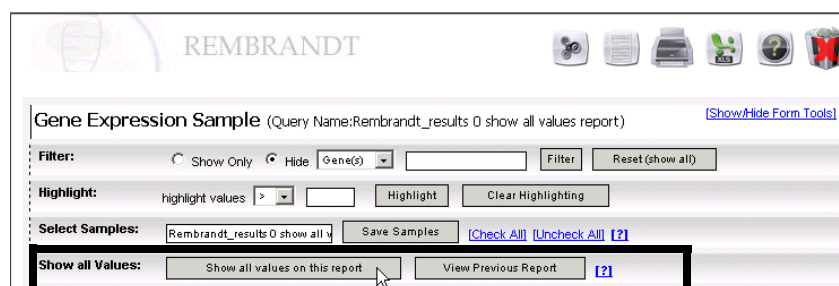 REMBRANDT
XLS
?
Gene Expression Sample (Query Name:Rembrandt_results 0 show all values report)
[Show/Hide Form Tools]
Filter: Show Only Hide Gene(s) Filter Reset (show all)
Highlight: highlight values > Highlight Clear Highlighting
Select Samples: Rembrandt_results 0 show all v Save Samples [Check All] [Uncheck All] [?]
Show all Values: Show all values on this report View Previous Report [?]